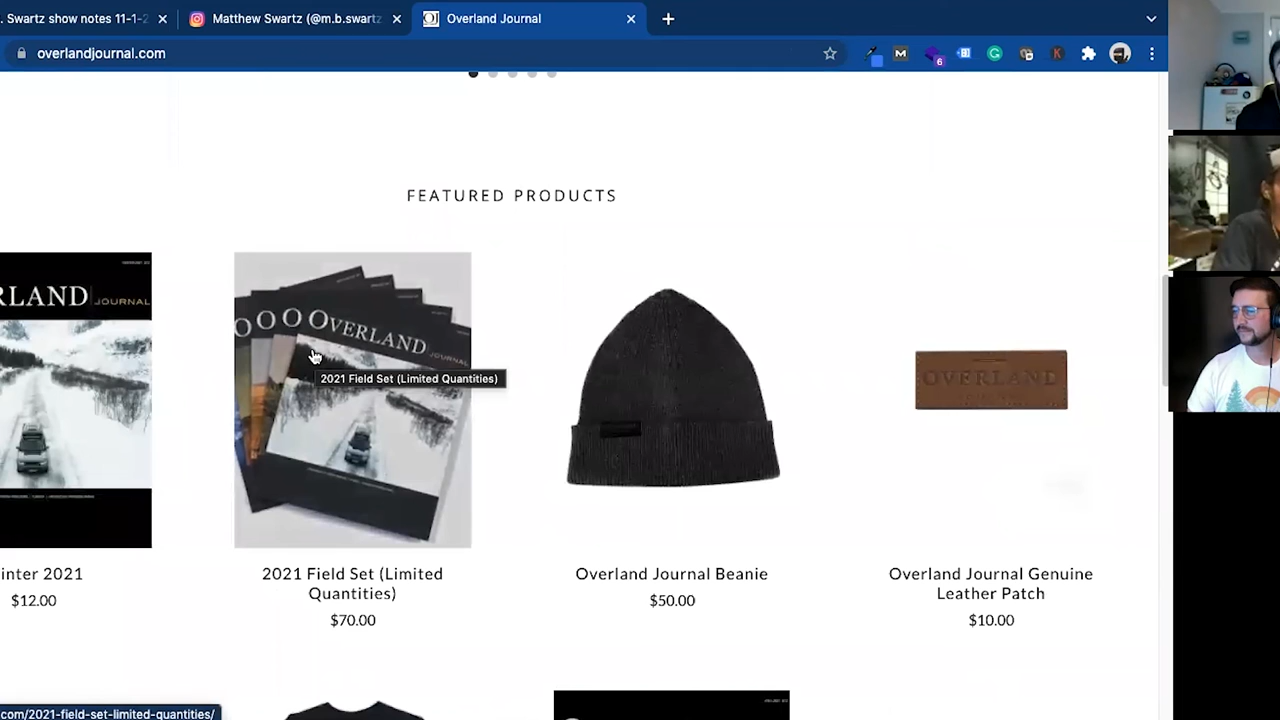 . Swartz show notes 11-1-2
Matthew Swartz (@m.b.swartz
Overland Journal
overlandjournal.com
6
FEATURED PRODUCTS
RLAND JOURNAL
O O O OVERLAND JOURNAL
2021 Field Set (Limited Quantities)
OVERLAND
inter 2021
$12.00
2021 Field Set (Limited
Quantities)
$70.00
Overland Journal Beanie
$50.00
Overland Journal Genuine
Leather Patch
$10.00
com/2021-field-set-limited-quantities/